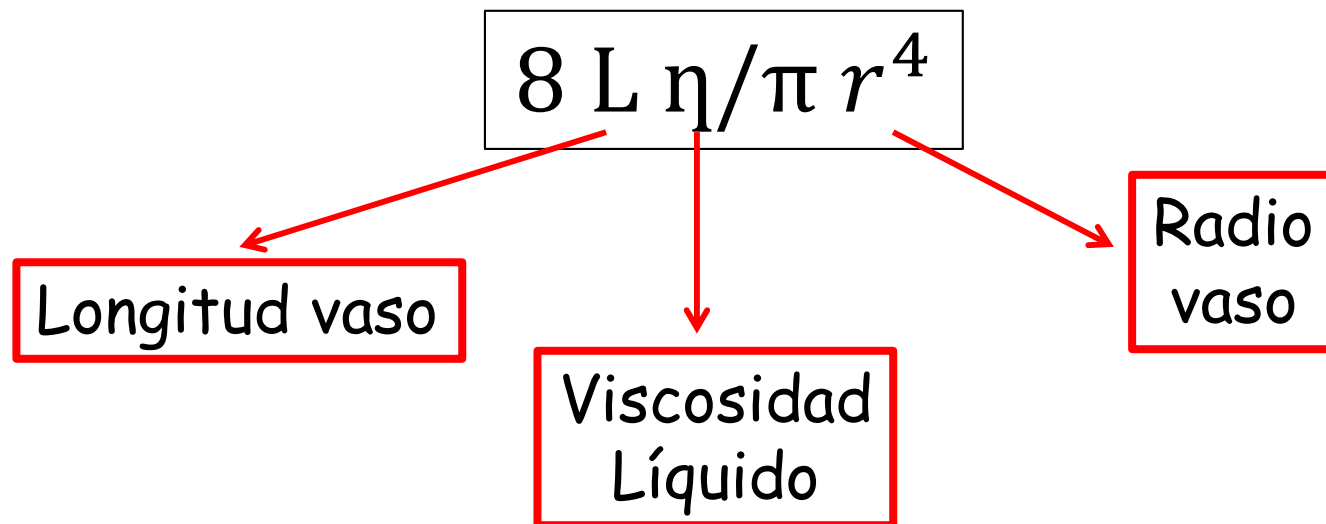 8 L η/π r⁴
Longitud vaso
Viscosidad
Líquido
Radio
vaso